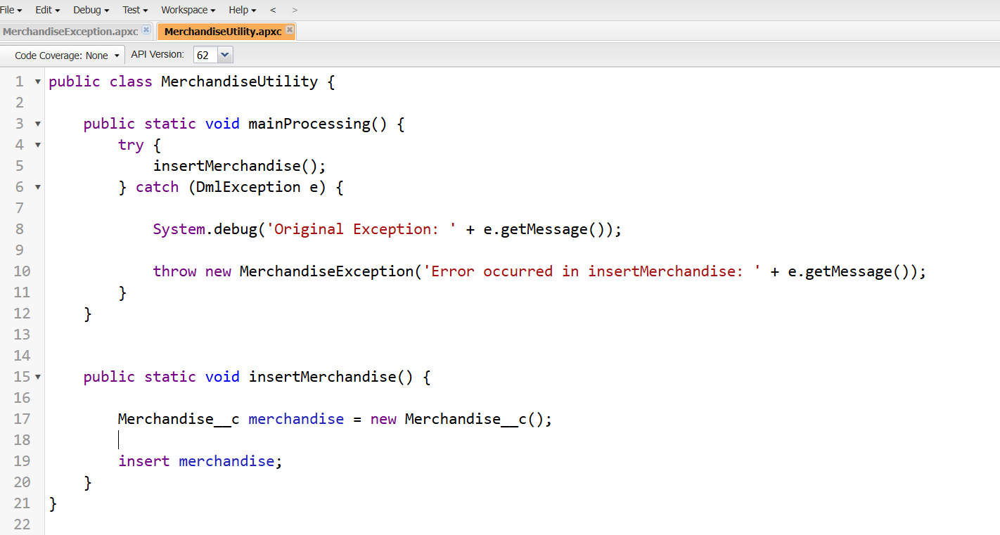 File Edit Debug Test Workspace Help < >
MerchandiseException.apxc MerchandiseUtility.apxc
Code Coverage: None API Version: 62
1 public class MerchandiseUtility {
2
3 public static void mainProcessing() {
4 try {
5 insertMerchandise();
6 } catch (DmlException e) {
7
8 System.debug('Original Exception: ' + e.getMessage());
9
10 throw new MerchandiseException('Error occurred in insertMerchandise: ' + e.getMessage());
11 }
12 }
13
14
15 public static void insertMerchandise() {
16
17 Merchandise__c merchandise = new Merchandise__c();
18
19 insert merchandise;
20 }
21 }
22